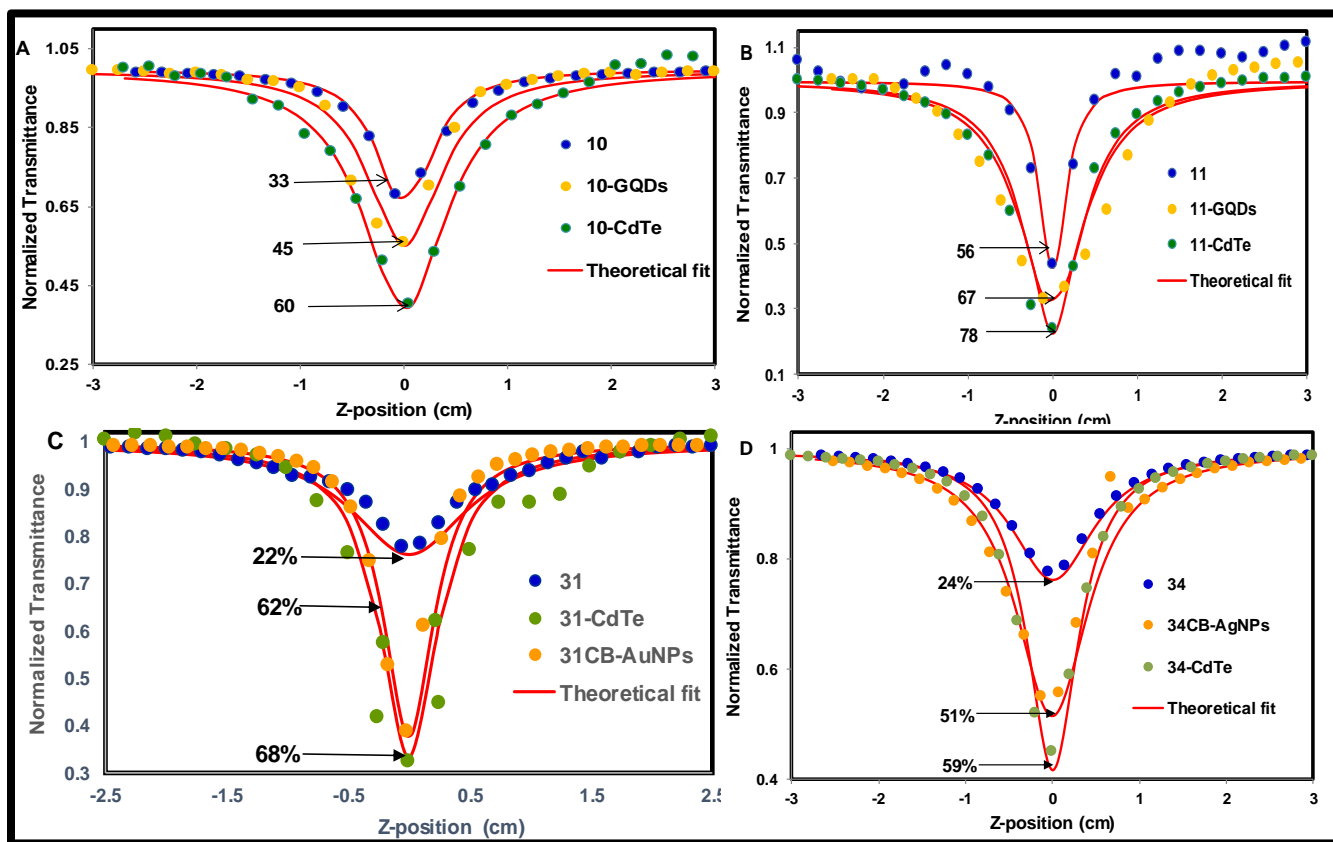 A
Normalized Transmittance
1.05
0.85
0.65
0.45
0.25
33
45
60
10
10-GQDs
10-CdTe
Theoretical fit
-3 -2 -1 0 1 2 3
Z-position (cm)
B
Normalized Transmittance
1.1
0.9
0.7
0.5
0.3
0.1
56
67
78
11
11-GQDs
11-CdTe
Theoretical fit
-3 -2 -1 0 1 2 3
Z-position (cm)
C
Normalized Transmittance
1
0.9
0.8
0.7
0.6
0.5
0.4
0.3
22%
62%
68%
31
31-CdTe
31CB-AuNPs
Theoretical fit
-2.5 -1.5 -0.5 0.5 1.5 2.5
Z-position (cm)
D
Normalized Transmittance
1
0.8
0.6
0.4
24%
51%
59%
34
34CB-AgNPs
34-CdTe
Theoretical fit
-3 -2 -1 0 1 2 3
Z-position (cm)